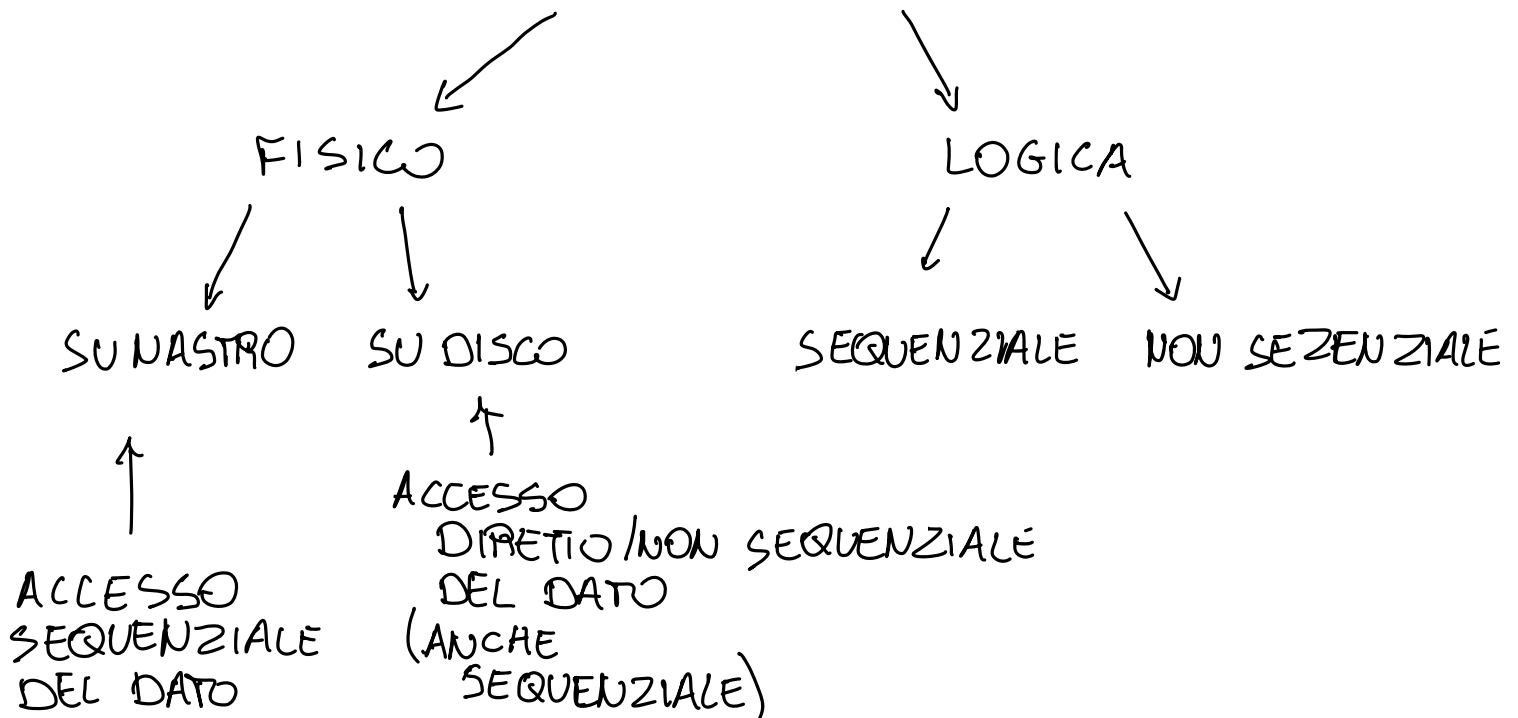 FISICO LOGICA
SU NASTRO SU DISCO SEQUENZIALE NON SEZENZIALE
ACCESSO
DIRETTO/NON SEQUENZIALE
DEL DATO
(ANCHE
SEQUENZIALE)
ACCESSO
SEQUENZIALE
DEL DATO